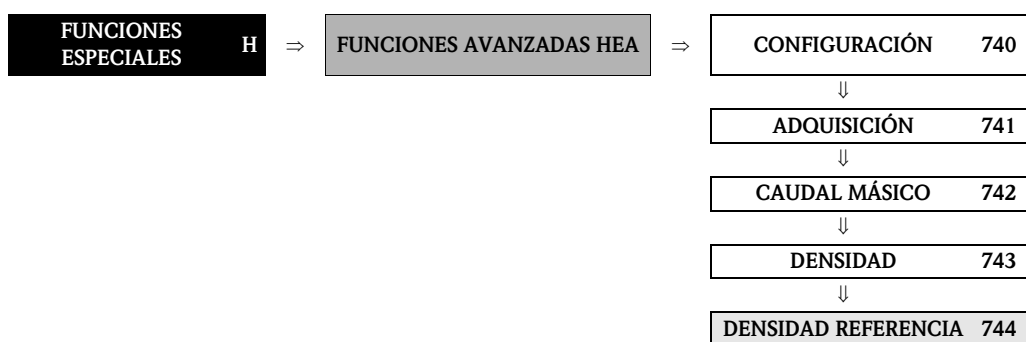 FUNCIONES
ESPECIALES H ⇒ FUNCIONES AVANZADAS HEA ⇒ CONFIGURACIÓN 740
⇓
ADQUISICIÓN 741
⇓
CAUDAL MÁSICO 742
⇓
DENSIDAD 743
⇓
DENSIDAD REFERENCIA 744